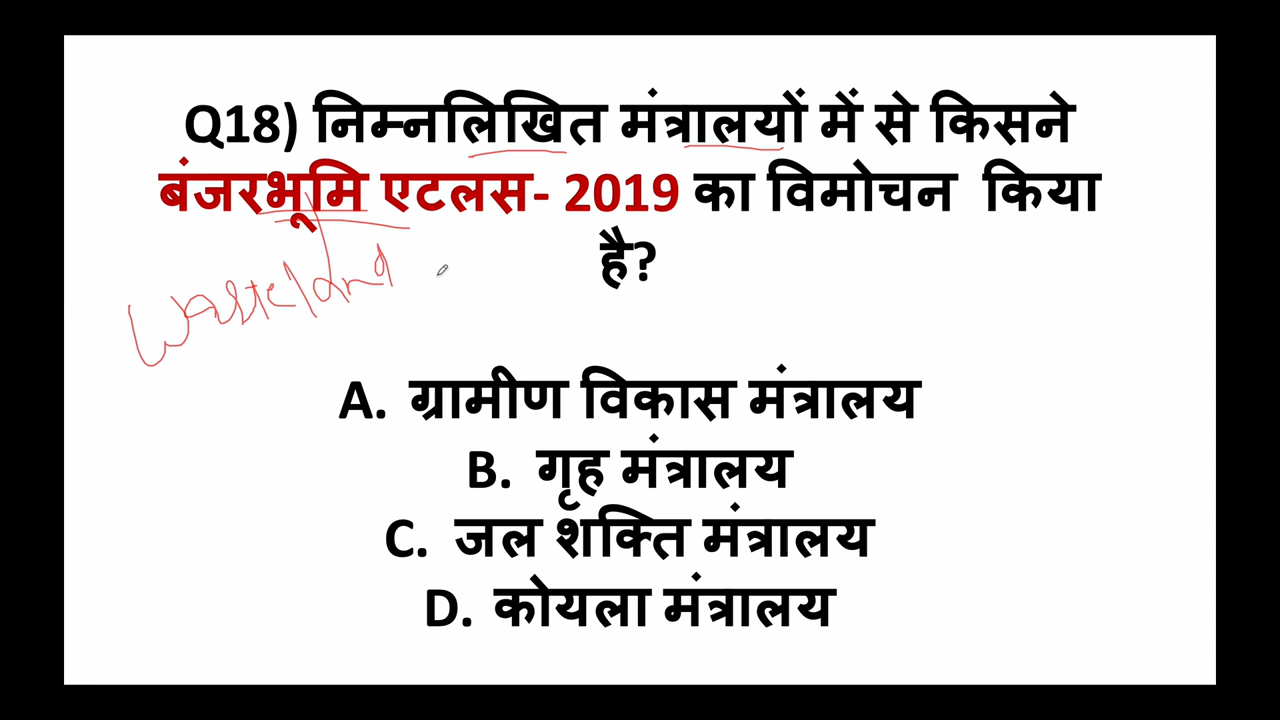 Q18) निम्नलिखित मंत्रालयों में से किसने
बंजरभूमि एटलस- 2019 का विमोचन किया
है?
wasteland
A. ग्रामीण विकास मंत्रालय
B. गृह मंत्रालय
C. जल शक्ति मंत्रालय
D. कोयला मंत्रालय